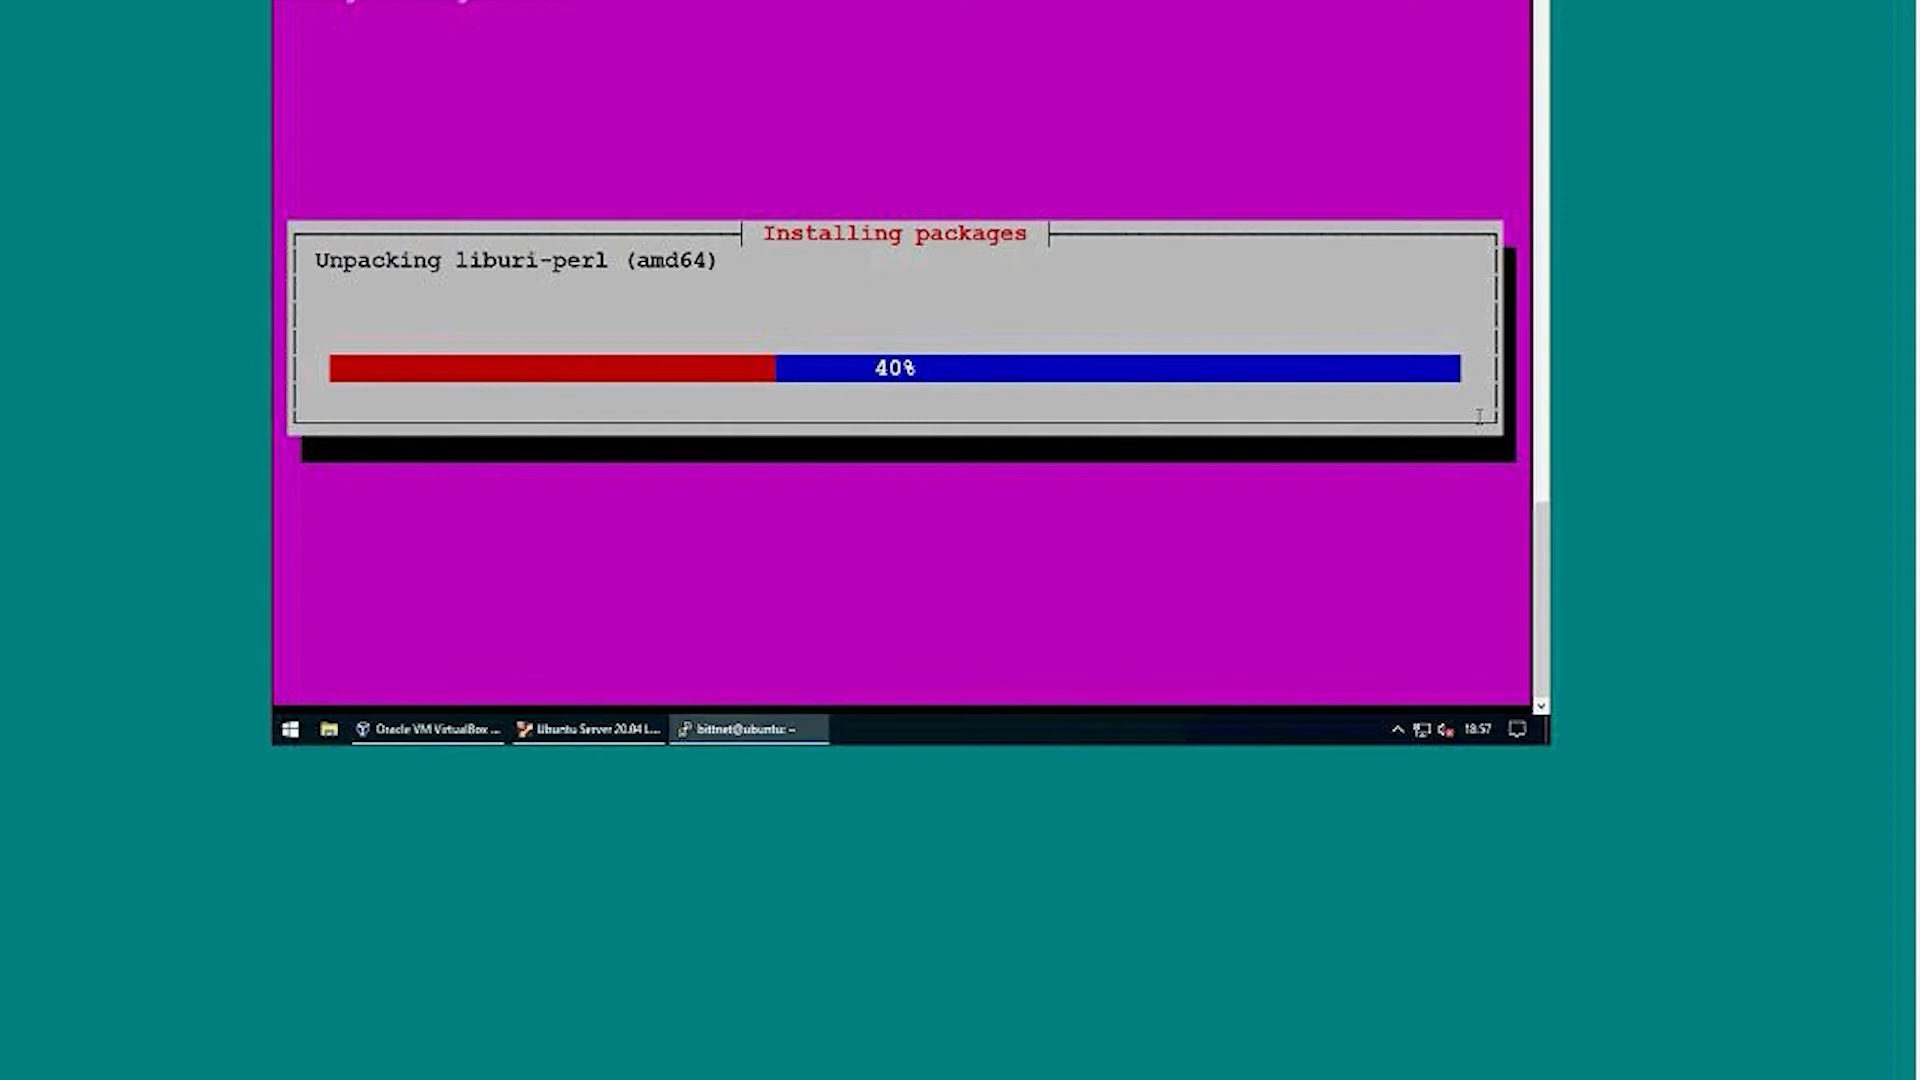 Installing packages
Unpacking liburi-perl (amd64)
40%
Oracle VM VirtualBox ...
Ubuntu Server 20.04 L...
bittnet@ubuntu: ~
18:57